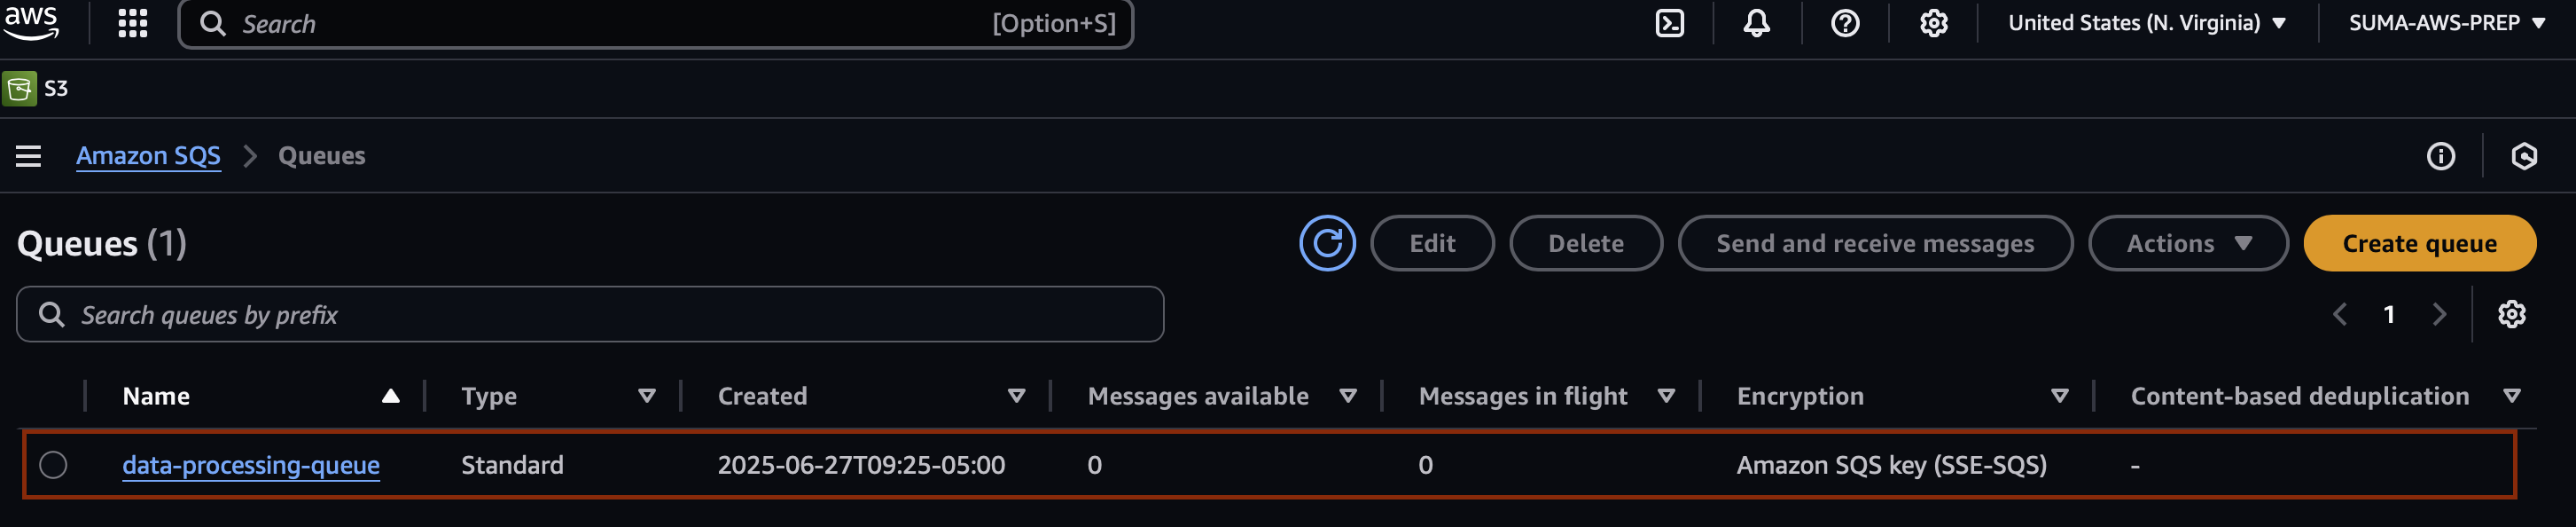 aws Search [Option+S] United States (N. Virginia) SUMA-AWS-PREP
S3
Amazon SQS Queues
Queues (1) Edit Delete Send and receive messages Actions Create queue
Search queues by prefix 1
Name Type Created Messages available Messages in flight Encryption Content-based deduplication
data-processing-queue Standard 2025-06-27T09:25-05:00 0 0 Amazon SQS key (SSE-SQS) -